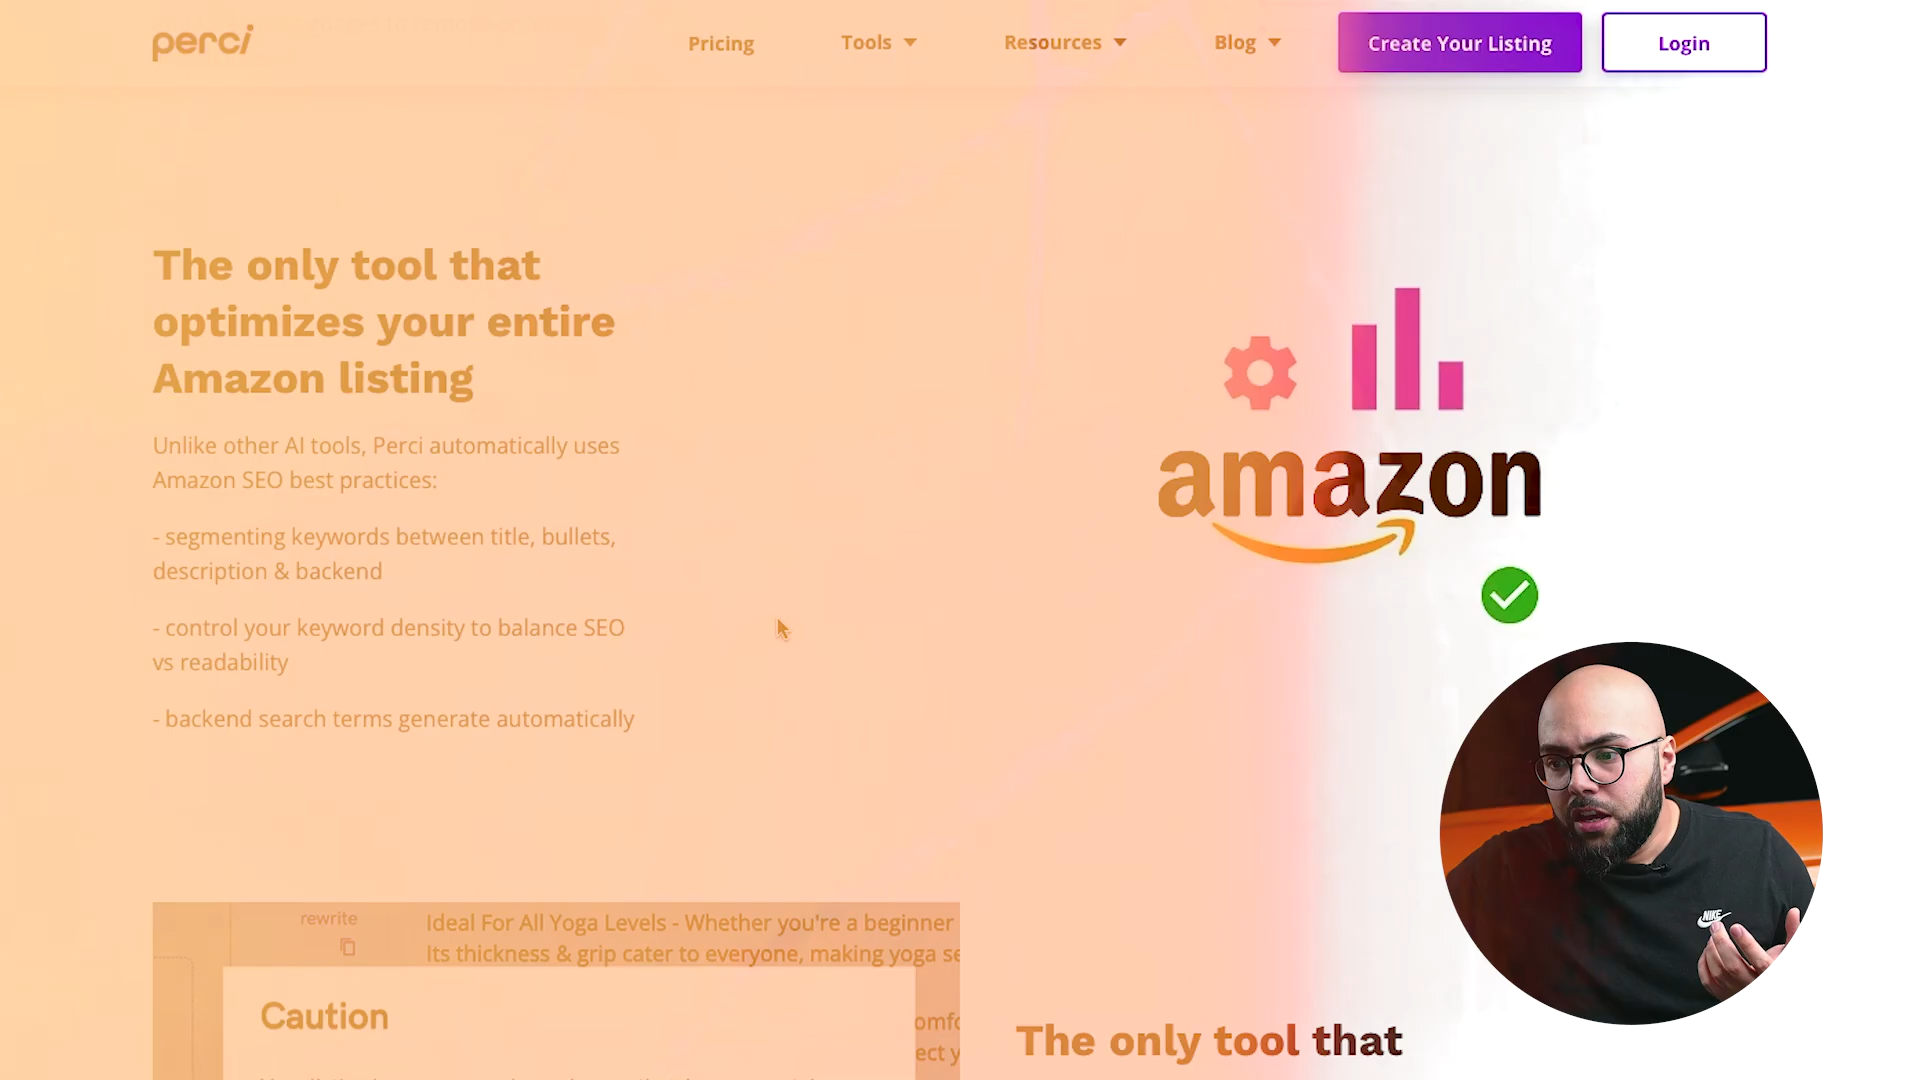 perci
Pricing
Tools
Resources
Blog
Create Your Listing
Login
The only tool that
optimizes your entire
Amazon listing
Unlike other AI tools, Perci automatically uses
Amazon SEO best practices:
- segmenting keywords between title, bullets,
description & backend
- control your keyword density to balance SEO
vs readability
- backend search terms generate automatically
amazon
NIKE
rewrite
Ideal For All Yoga Levels - Whether you're a beginner
Its thickness & grip cater to everyone, making yoga
Caution
The only tool that